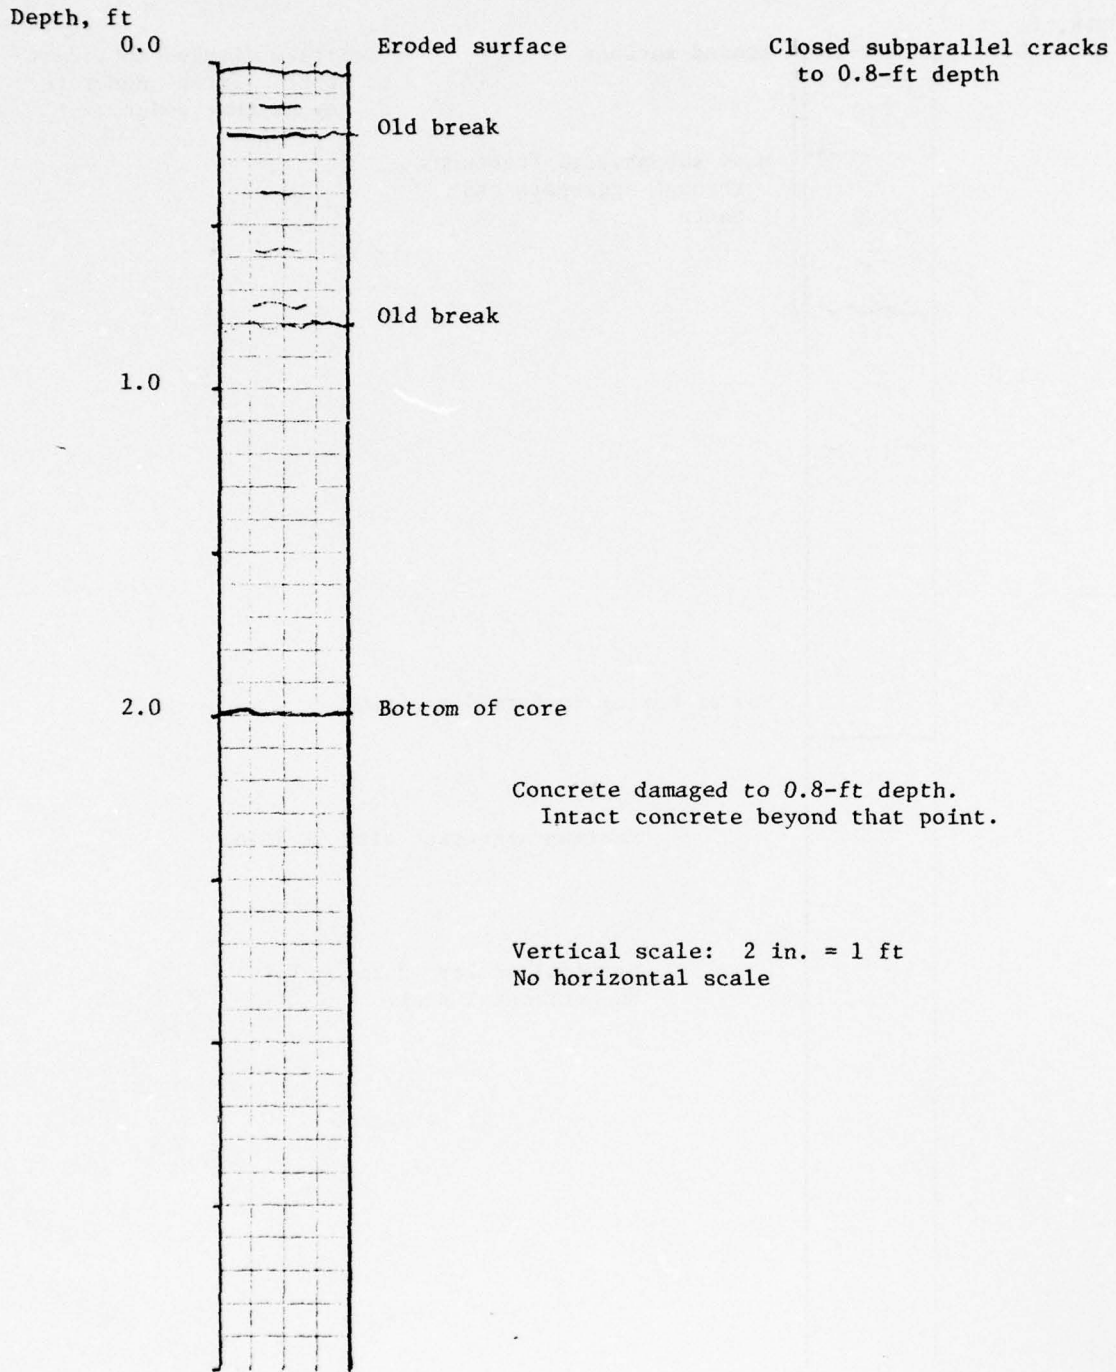 Depth, ft
0.0
Eroded surface
Closed subparallel cracks
to 0.8-ft depth
Old break
Old break
1.0
2.0
Bottom of core
Concrete damaged to 0.8-ft depth.
Intact concrete beyond that point.
Vertical scale: 2 in. = 1 ft
No horizontal scale